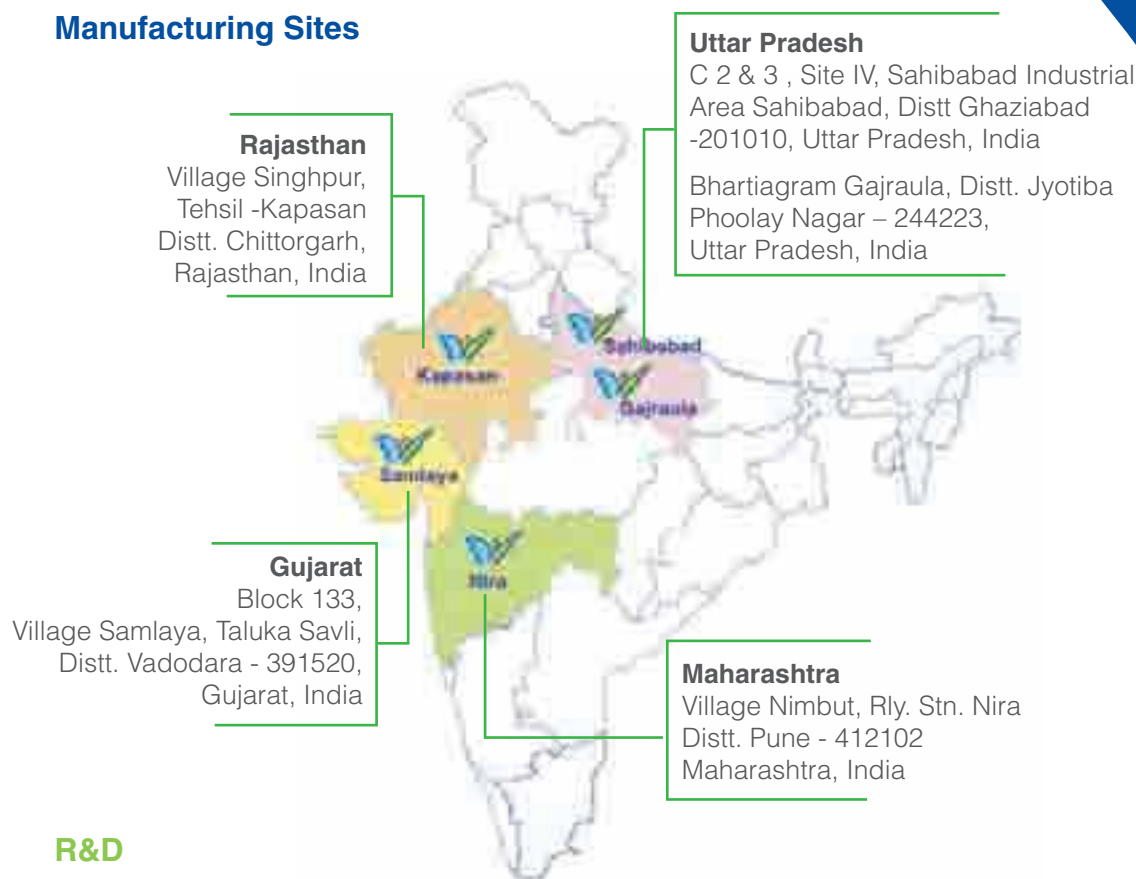 Manufacturing Sites
Uttar Pradesh
C 2 & 3 , Site IV, Sahibabad Industrial
Area Sahibabad, Distt Ghaziabad
-201010, Uttar Pradesh, India
Bhartiagram Gajraula, Distt. Jyotiba
Phoolay Nagar – 244223,
Uttar Pradesh, India
Rajasthan
Village Singhpur,
Tehsil -Kapasan
Distt. Chittorgarh,
Rajasthan, India
Sahibabad
Kapasan
Gajraula
Samlaya
Nira
Gujarat
Block 133,
Village Samlaya, Taluka Savli,
Distt. Vadodara - 391520,
Gujarat, India
Maharashtra
Village Nimbut, Rly. Stn. Nira
Distt. Pune - 412102
Maharashtra, India
R&D